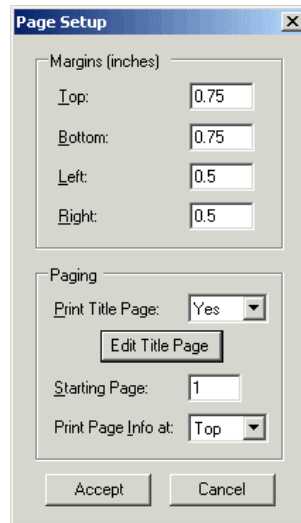 Page Setup
Margins (inches)
Top: 0.75
Bottom: 0.75
Left: 0.5
Right: 0.5
Paging
Print Title Page: Yes
Edit Title Page
Starting Page: 1
Print Page Info at: Top
Accept Cancel